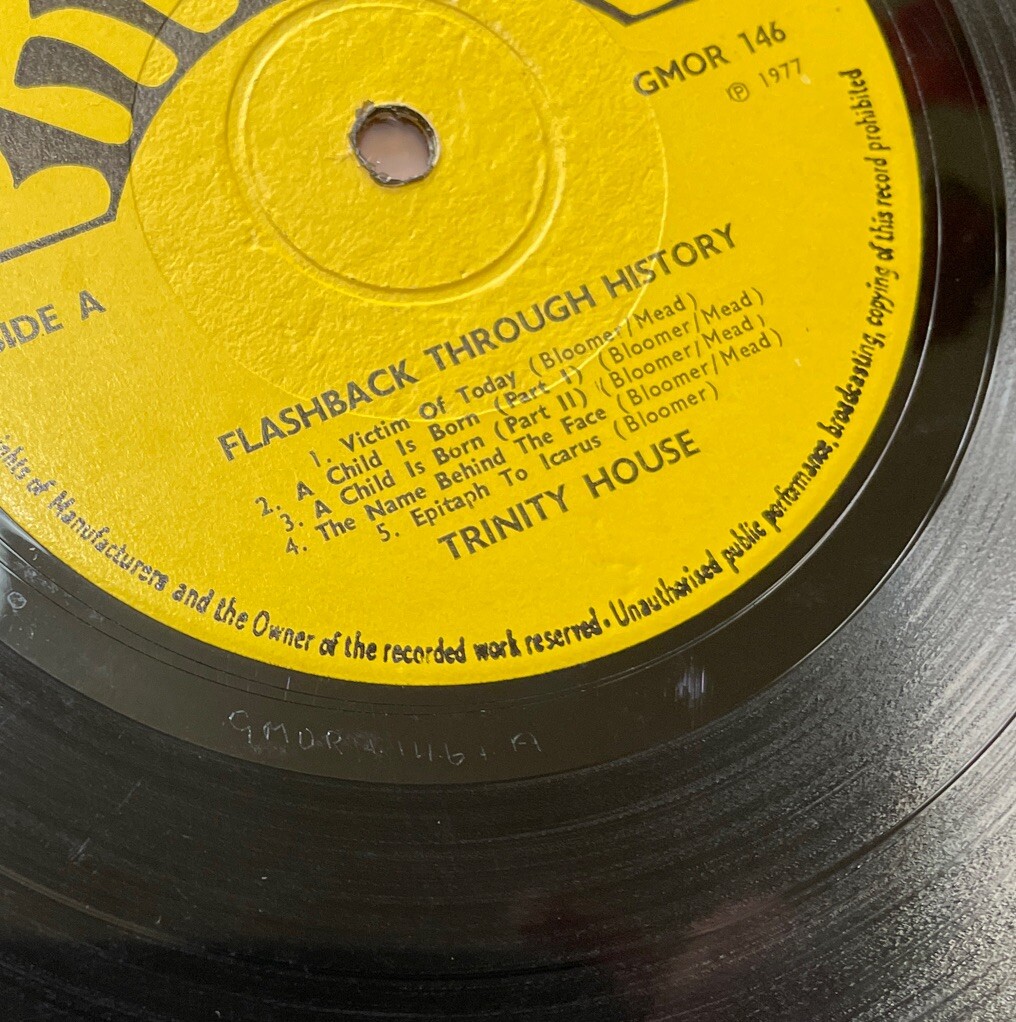 GMOR 146
℗ 1977
SIDE A
FLASHBACK THROUGH HISTORY
1. Victim Of Today (Bloomer/Mead)
2. A Child Is Born (Part I) (Bloomer/Mead)
3. A Child Is Born (Part II) (Bloomer/Mead)
4. The Name Behind The Face (Bloomer/Mead)
5. Epitaph To Icarus (Bloomer)
TRINITY HOUSE
of Manufacturers and the Owner of the recorded work reserved · Unauthorised public performance, broadcasting, copying of this record prohibited
GMOR 146 A